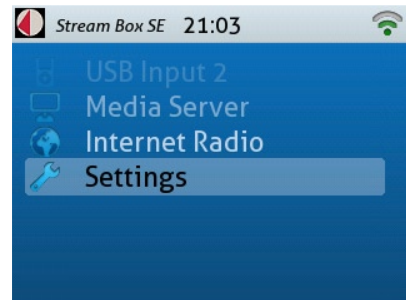 Stream Box SE 21:03
USB Input 2
Media Server
Internet Radio
Settings